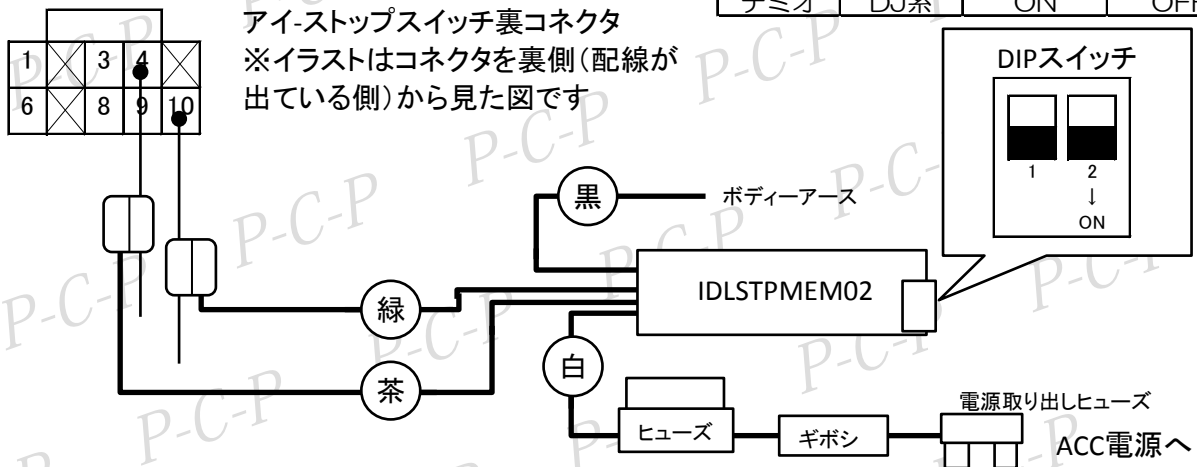 デミオ DJ系 ON OFF
アイ-ストップスイッチ裏コネクタ
※イラストはコネクタを裏側(配線が
出ている側)から見た図です
1 3 4
6 8 9 10
DIPスイッチ
1 2
↓
ON
黒
ボディーアース
IDLSTPMEM02
緑
茶
白
ヒューズ
ギボシ
電源取り出しヒューズ
ACC電源へ
P-C-P
P-C-P
P-C-P
P-C-P
P-C-P
P-C-P
P-C-P
P-C-P
P-C-P
P-C-P
P-C-P